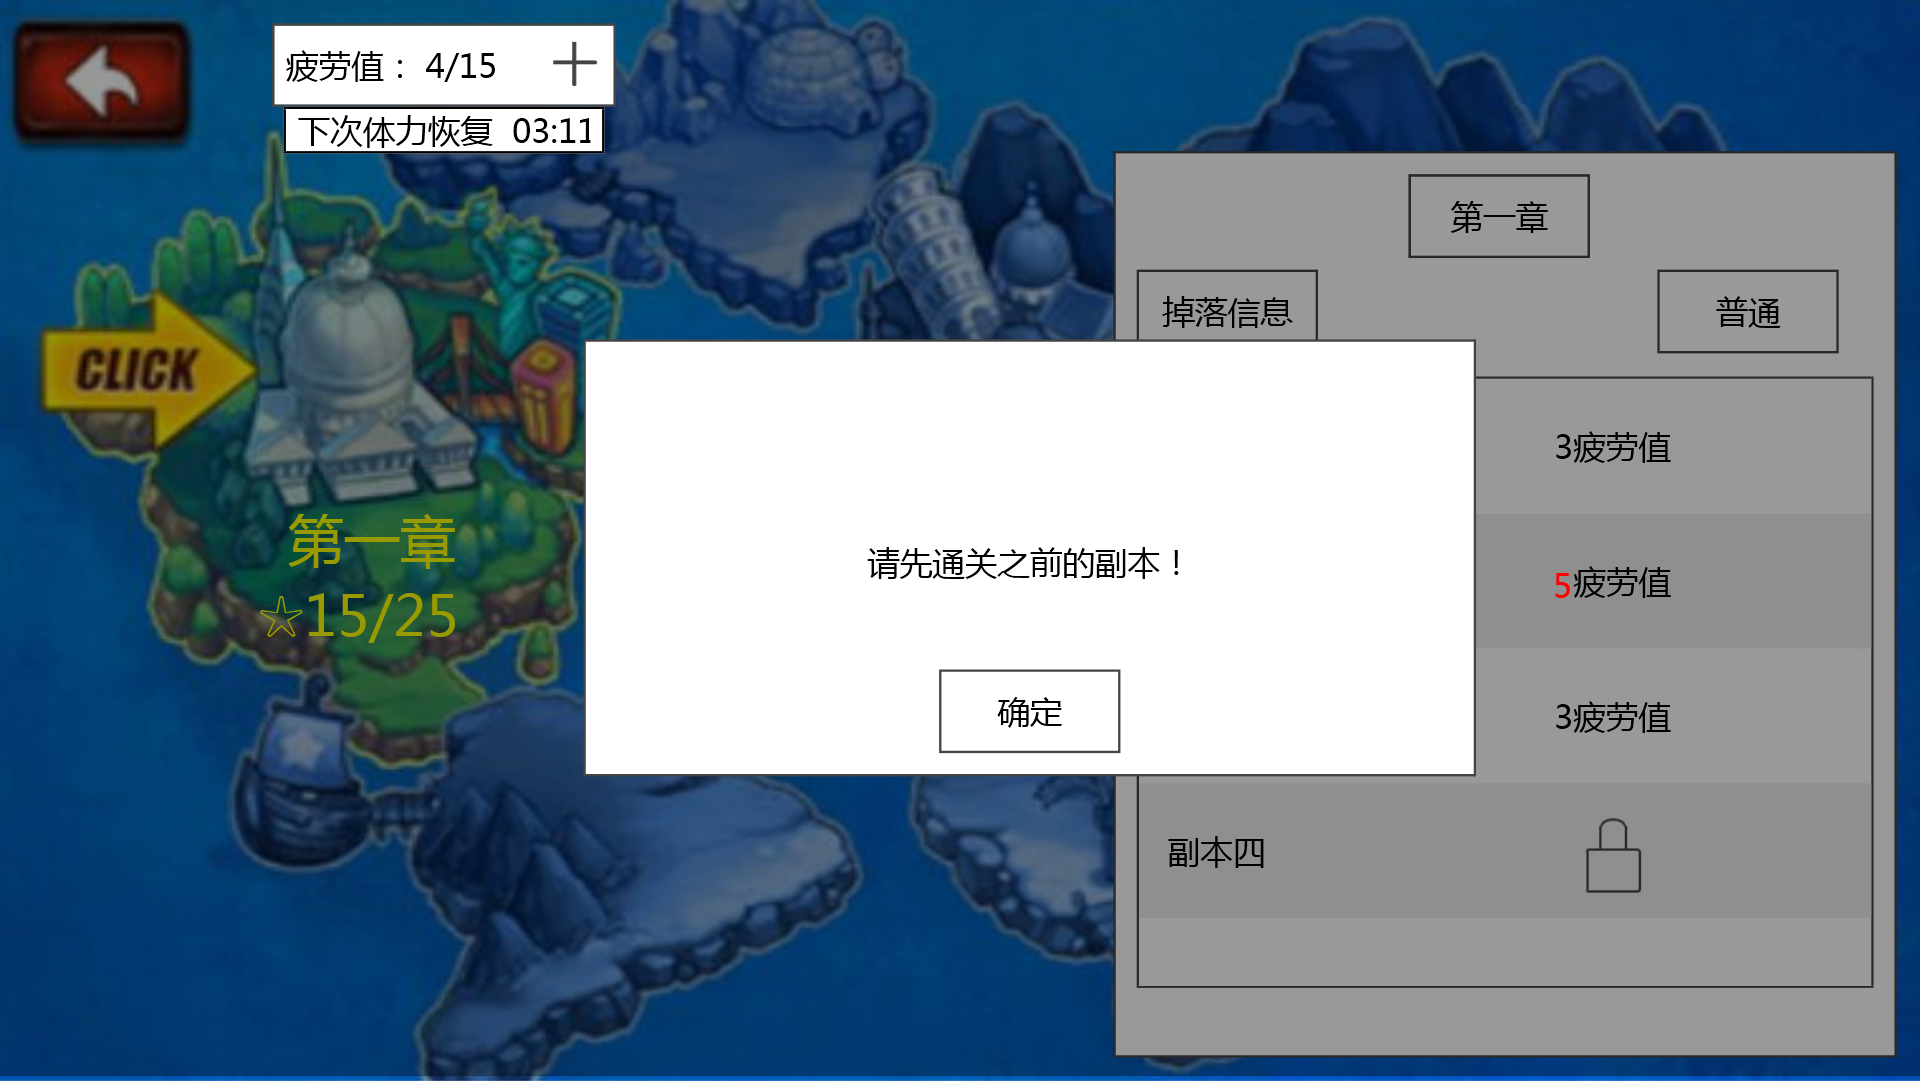 疲劳值： 4/15
下次体力恢复 03:11
第一章
掉落信息
普通
CLICK
3疲劳值
5疲劳值
请先通关之前的副本！
第一章
☆15/25
确定
3疲劳值
副本四